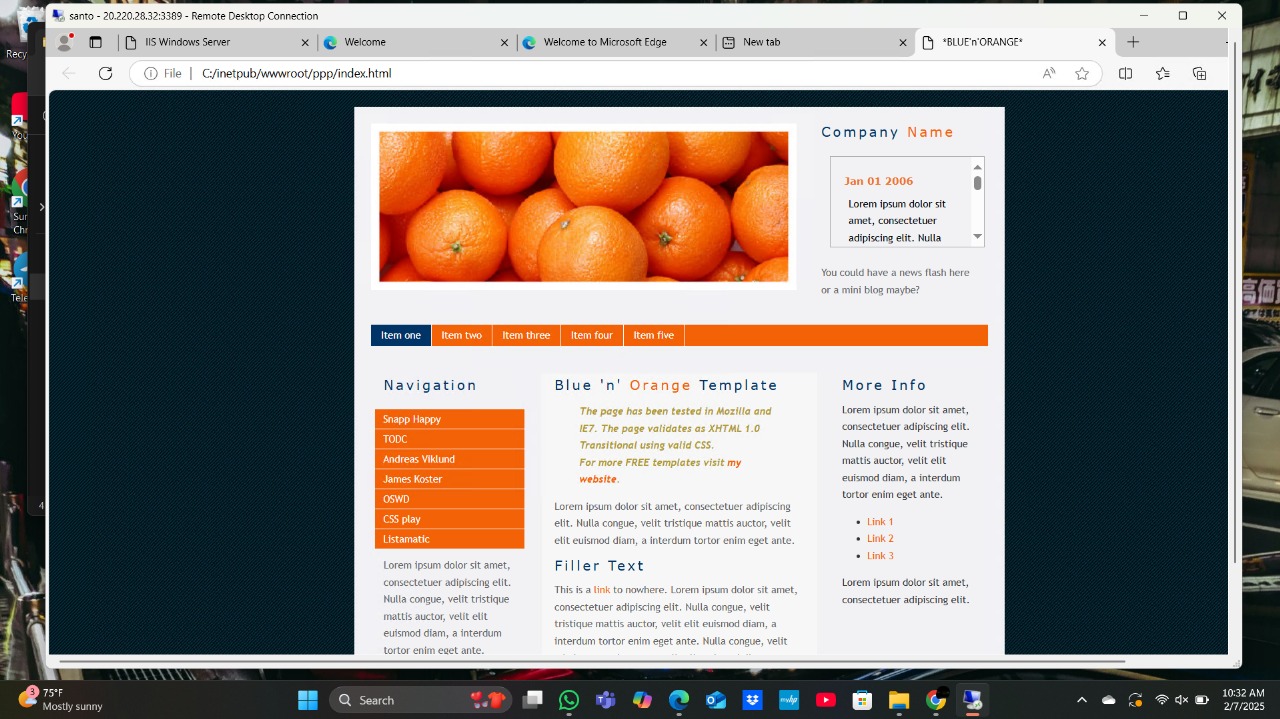 santo - 20.220.28.32:3389 - Remote Desktop Connection
IIS Windows Server
Welcome
Welcome to Microsoft Edge
New tab
*BLUE'n'ORANGE*
File
C:/inetpub/wwwroot/ppp/index.html
Company Name
Jan 01 2006
Lorem ipsum dolor sit
amet, consectetuer
adipiscing elit. Nulla
You could have a news flash here
or a mini blog maybe?
Item one
Item two
Item three
Item four
Item five
Navigation
Snapp Happy
TODC
Andreas Viklund
James Koster
OSWD
CSS play
Listamatic
Lorem ipsum dolor sit amet,
consectetuer adipiscing elit.
Nulla congue, velit tristique
mattis auctor, velit elit
euismod diam, a interdum
tortor enim eget ante.
Blue 'n' Orange Template
The page has been tested in Mozilla and
IE7. The page validates as XHTML 1.0
Transitional using valid CSS.
For more FREE templates visit my
website.
Lorem ipsum dolor sit amet, consectetuer adipiscing
elit. Nulla congue, velit tristique mattis auctor, velit
elit euismod diam, a interdum tortor enim eget ante.
Filler Text
This is a link to nowhere. Lorem ipsum dolor sit amet,
consectetuer adipiscing elit. Nulla congue, velit
tristique mattis auctor, velit elit euismod diam, a interdum
tortor enim eget ante. Nulla congue, velit
More Info
Lorem ipsum dolor sit amet,
consectetuer adipiscing elit.
Nulla congue, velit tristique
mattis auctor, velit elit
euismod diam, a interdum
tortor enim eget ante.
Link 1
Link 2
Link 3
Lorem ipsum dolor sit amet,
consectetuer adipiscing elit.
3
75°F
Mostly sunny
Search
10:32 AM
2/7/2025